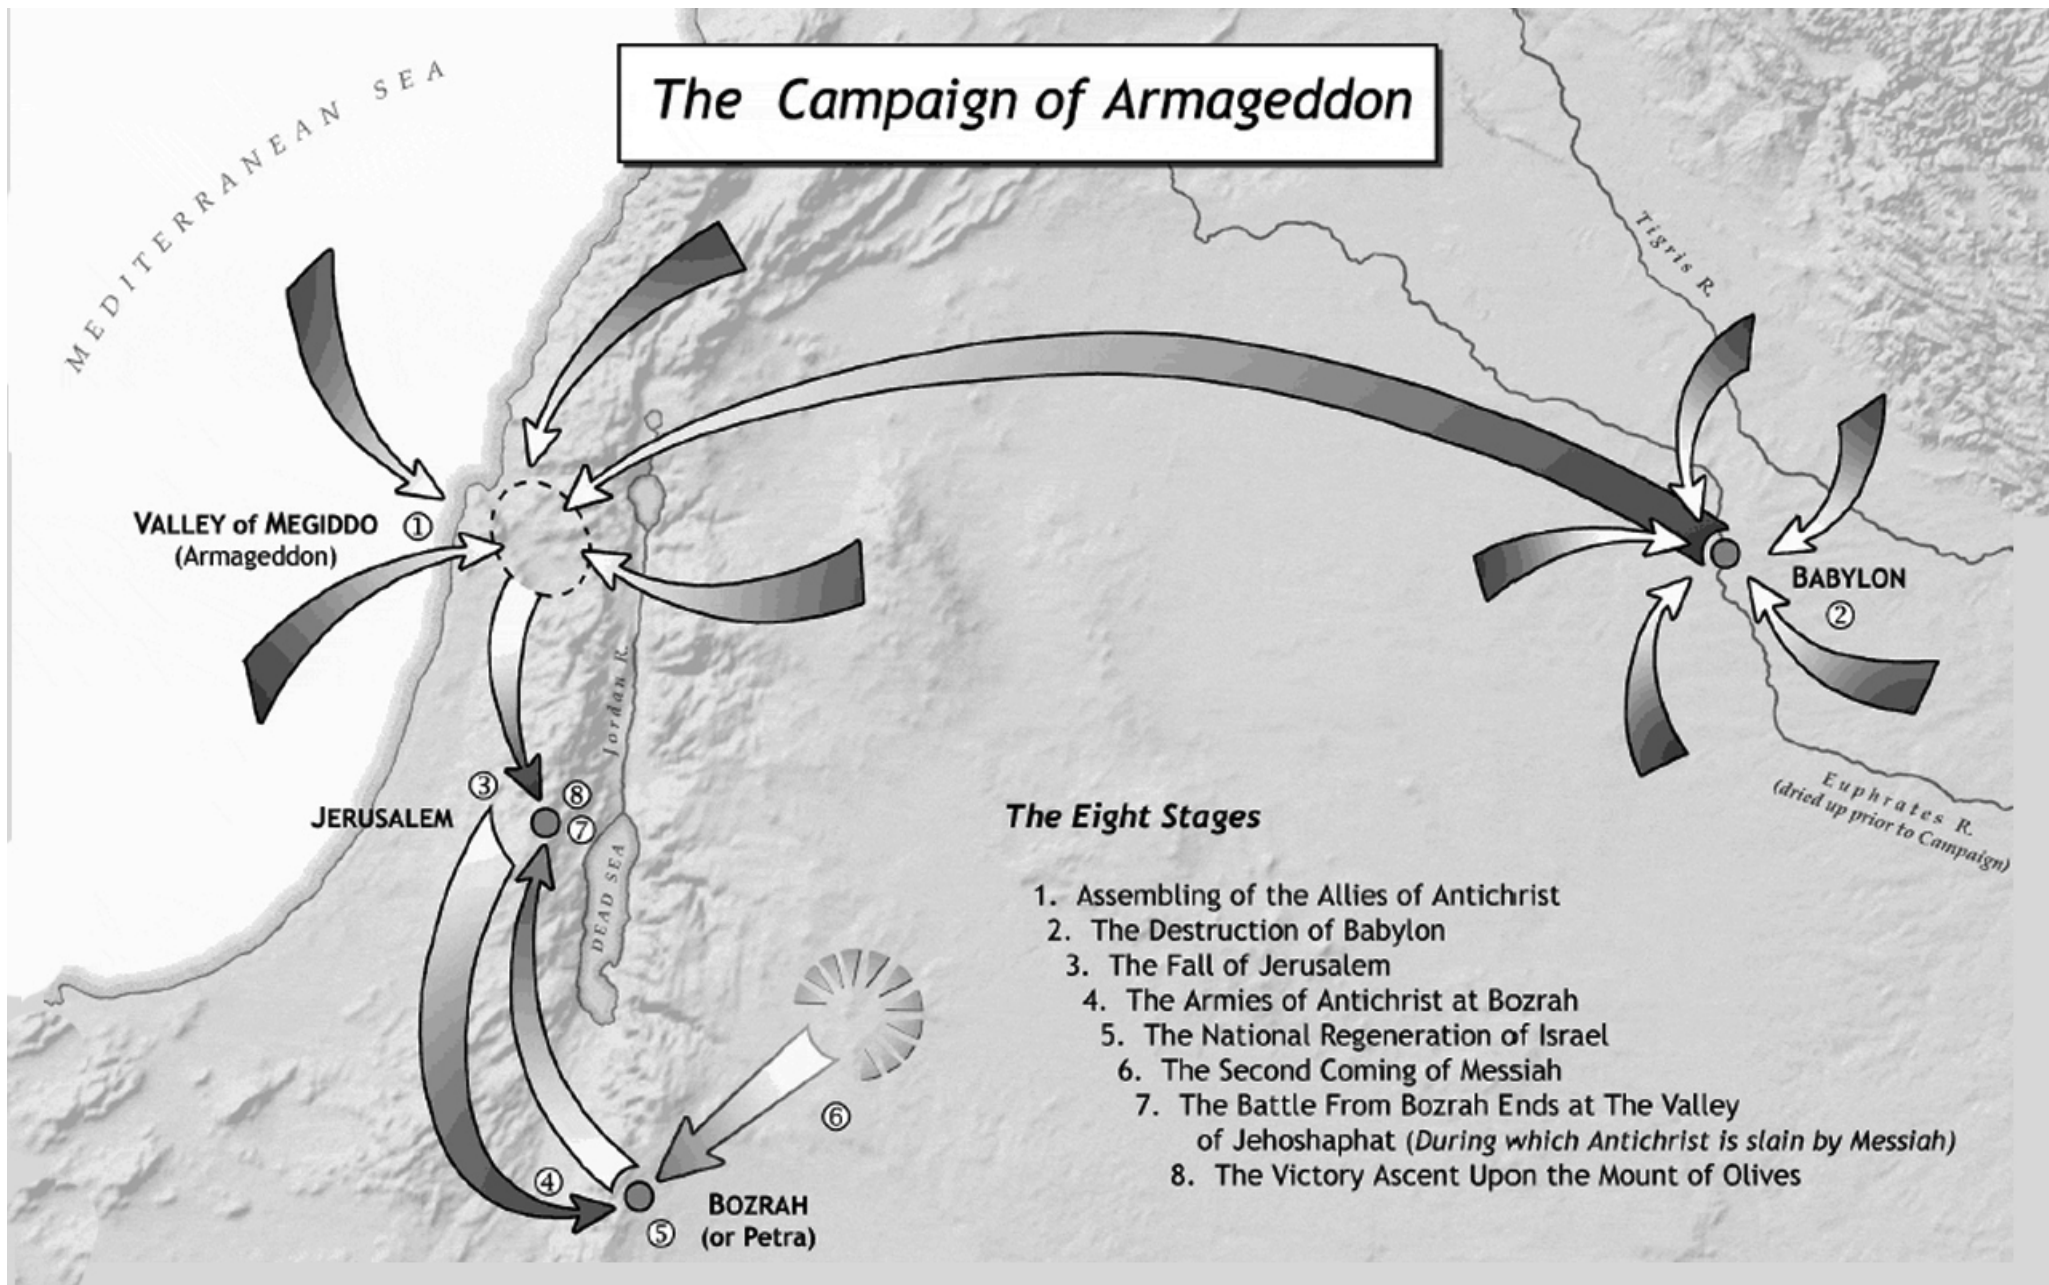 The Campaign of Armageddon
MEDITERRANEAN SEA
Tigris R.
VALLEY of MEGIDDO ①
(Armageddon)
BABYLON
②
Jordan R.
Euphrates R.
(dried up prior to Campaign)
③
⑧
JERUSALEM
⑦
DEAD SEA
The Eight Stages
1. Assembling of the Allies of Antichrist
2. The Destruction of Babylon
3. The Fall of Jerusalem
4. The Armies of Antichrist at Bozrah
5. The National Regeneration of Israel
6. The Second Coming of Messiah
7. The Battle From Bozrah Ends at The Valley
of Jehoshaphat (During which Antichrist is slain by Messiah)
8. The Victory Ascent Upon the Mount of Olives
⑥
④
BOZRAH
(or Petra)
⑤